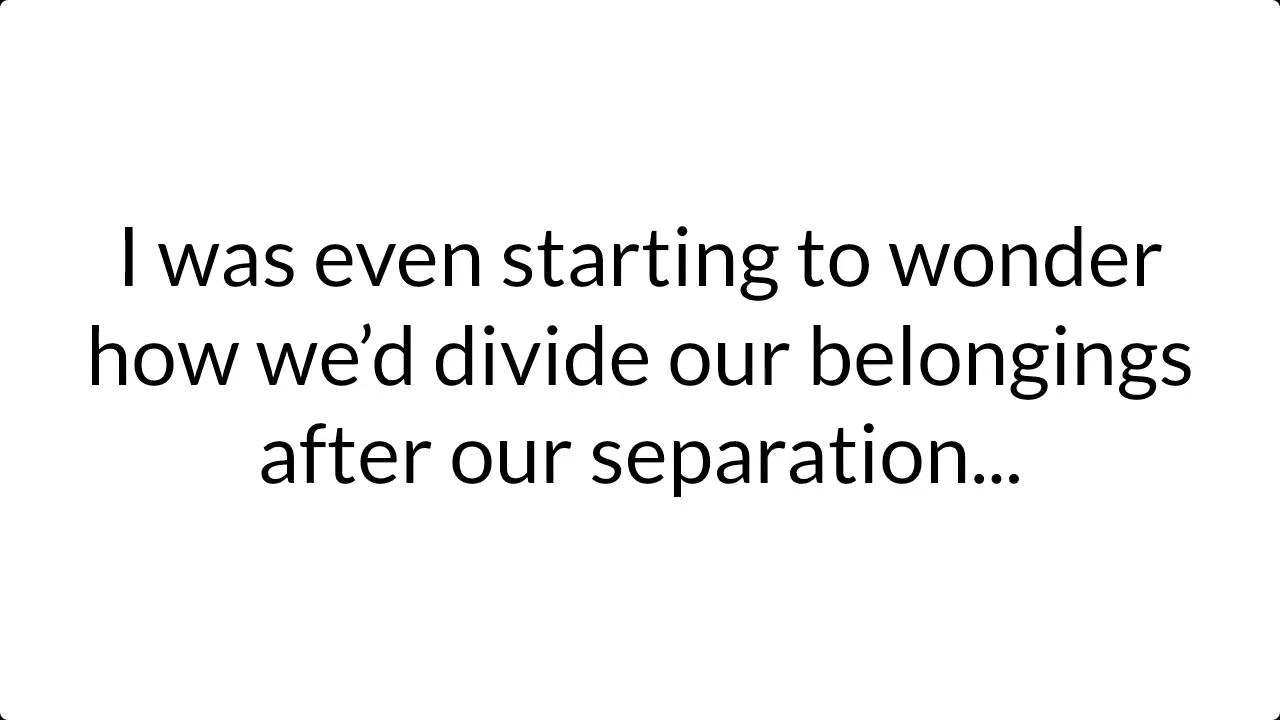 I was even starting to wonder
how we’d divide our belongings
after our separation...